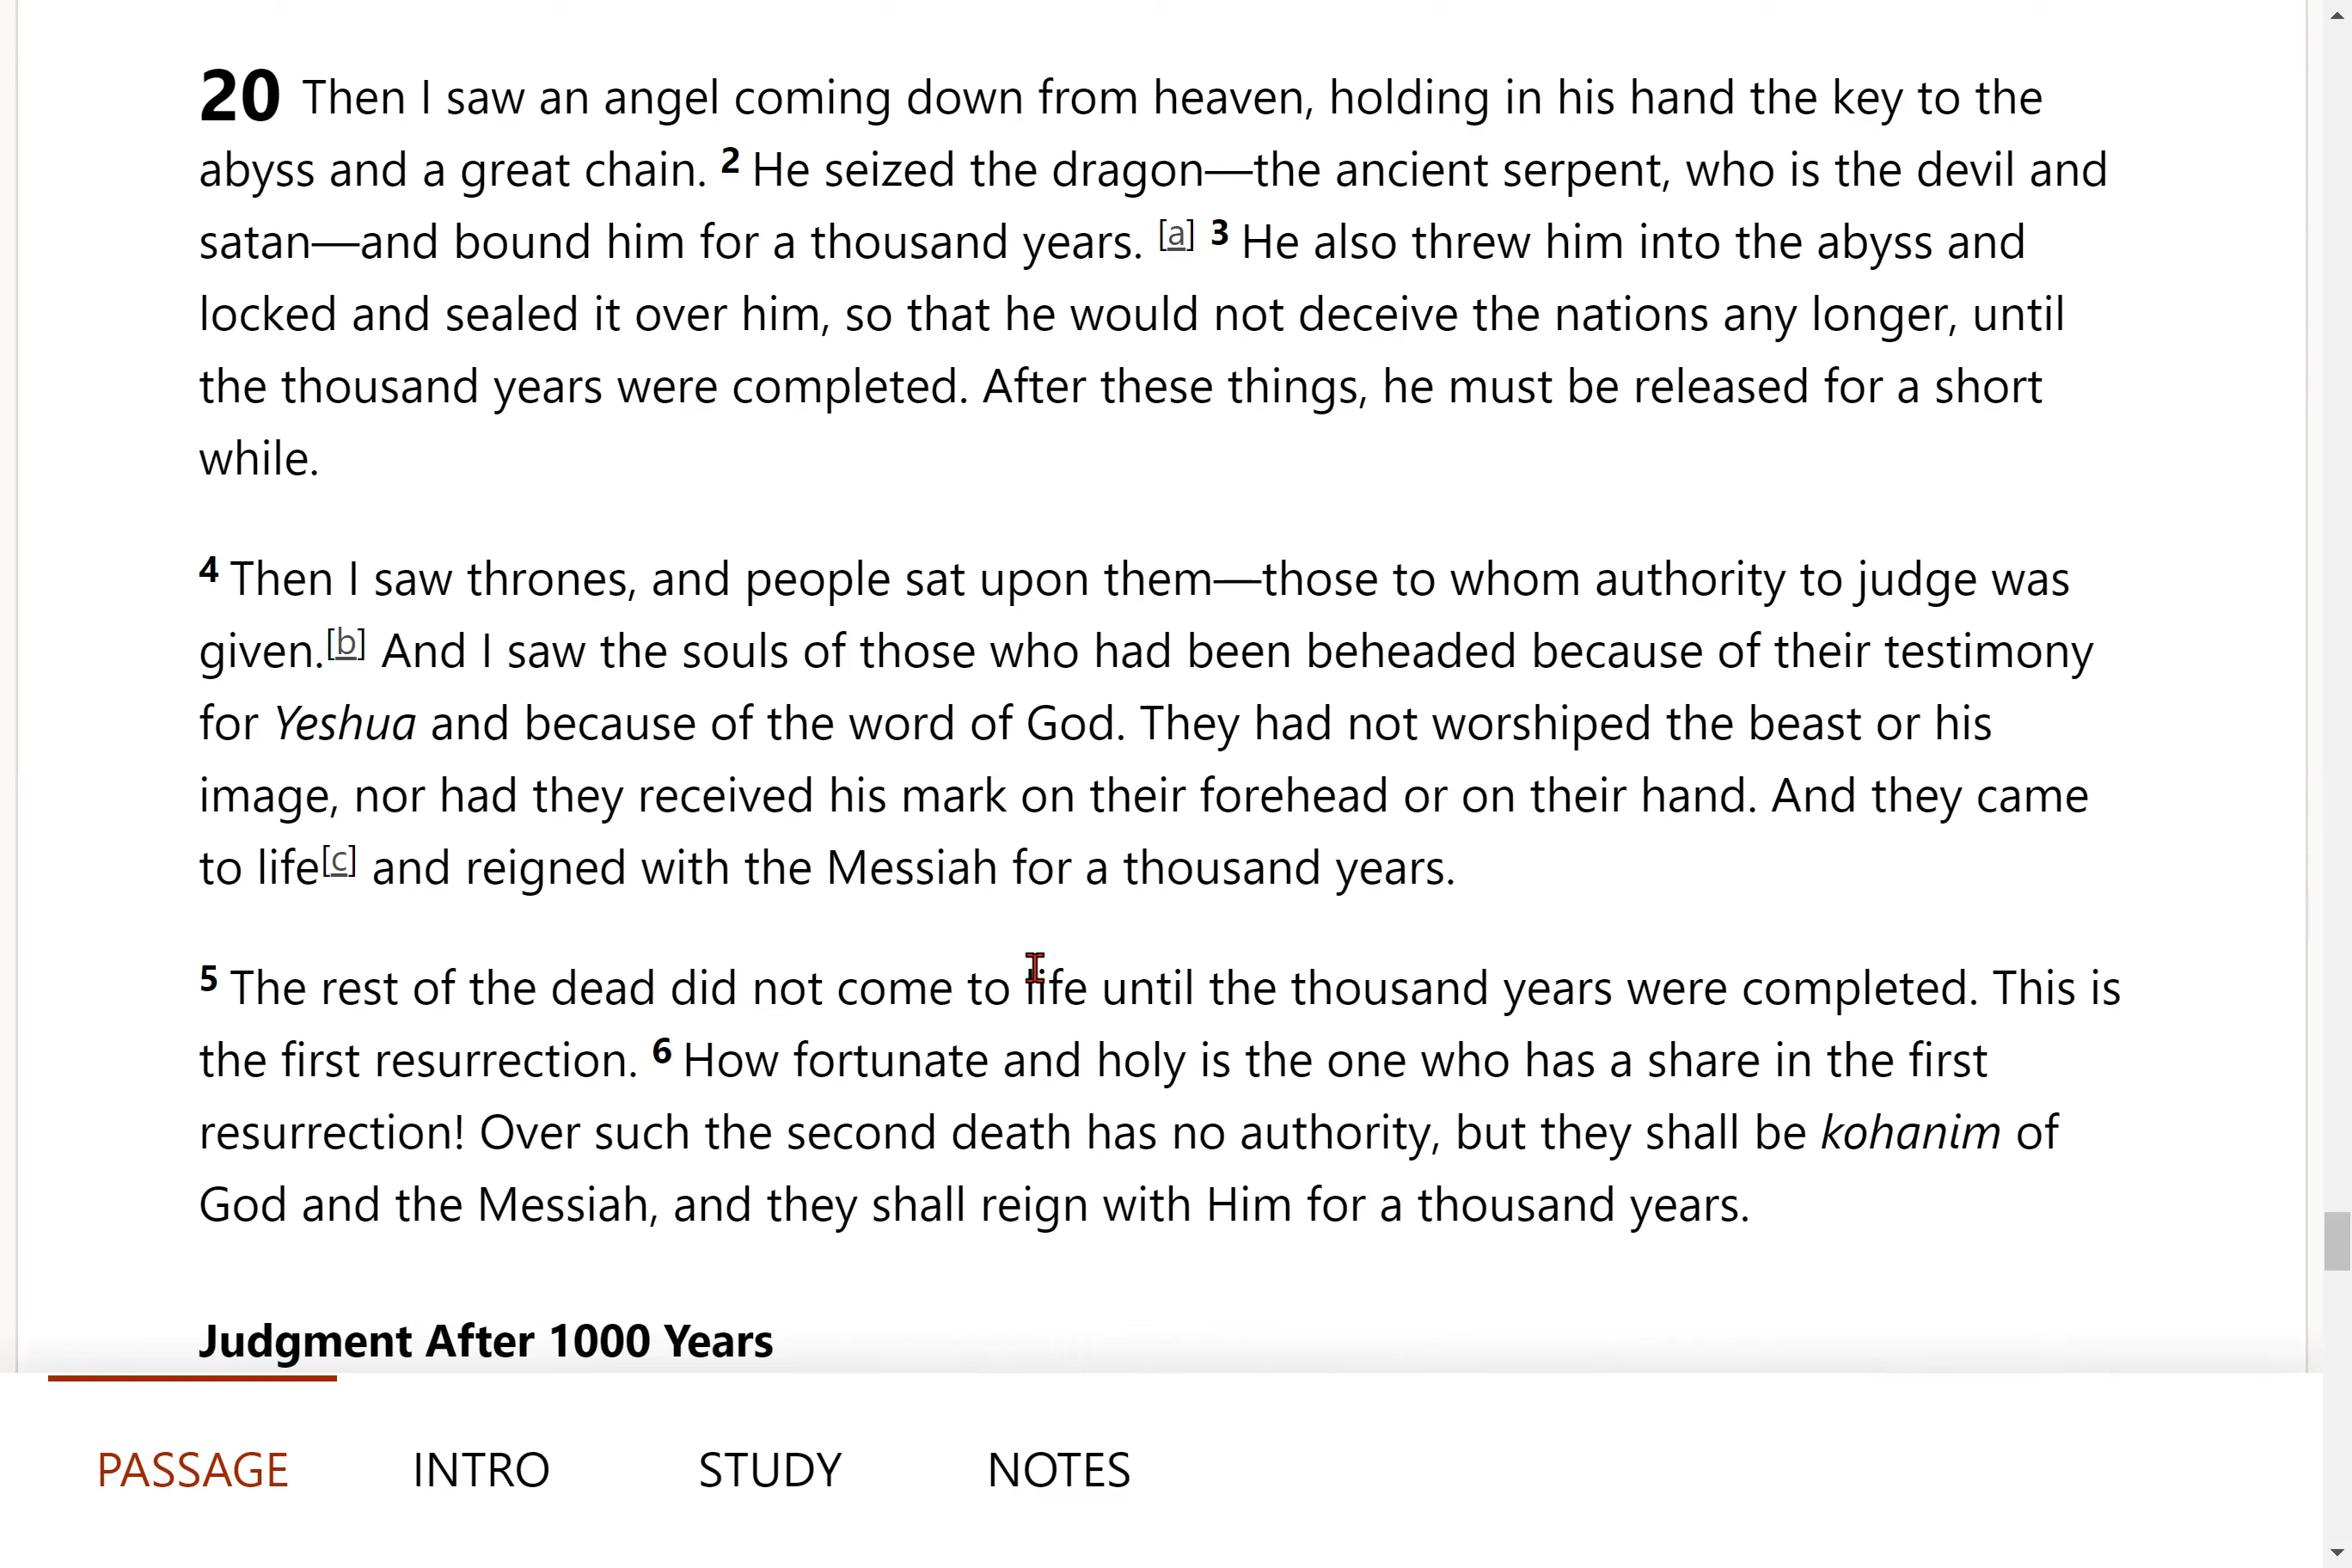 20 Then I saw an angel coming down from heaven, holding in his hand the key to the
abyss and a great chain. 2 He seized the dragon—the ancient serpent, who is the devil and
satan—and bound him for a thousand years. [a] 3 He also threw him into the abyss and
locked and sealed it over him, so that he would not deceive the nations any longer, until
the thousand years were completed. After these things, he must be released for a short
while.
4 Then I saw thrones, and people sat upon them—those to whom authority to judge was
given.[b] And I saw the souls of those who had been beheaded because of their testimony
for Yeshua and because of the word of God. They had not worshiped the beast or his
image, nor had they received his mark on their forehead or on their hand. And they came
to life[c] and reigned with the Messiah for a thousand years.
5 The rest of the dead did not come to life until the thousand years were completed. This is
the first resurrection. 6 How fortunate and holy is the one who has a share in the first
resurrection! Over such the second death has no authority, but they shall be kohanim of
God and the Messiah, and they shall reign with Him for a thousand years.
Judgment After 1000 Years
PASSAGE INTRO STUDY NOTES